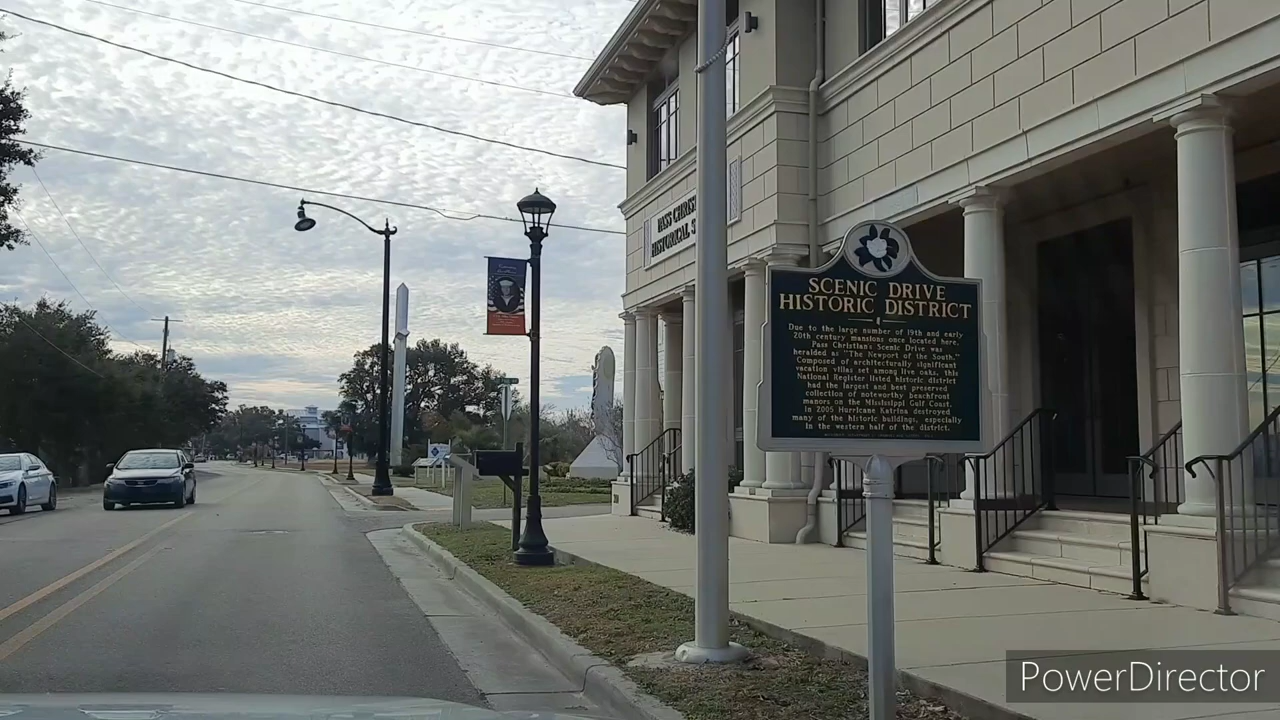 PASS CHRIST
HISTORICAL S
SCENIC DRIVE
HISTORIC DISTRICT
Due to the large number of 19th and early
20th century mansions once located here,
Pass Christian's Scenic Drive was
heralded as "The Newport of the South."
Composed of architecturally significant
vacation villas set among live oaks, this
National Register listed historic district
had the largest and best preserved
collection of noteworthy beachfront
manors on the Mississippi Gulf Coast.
In 2005 Hurricane Katrina destroyed
many of the historic buildings, especially
in the western half of the district.
PowerDirector